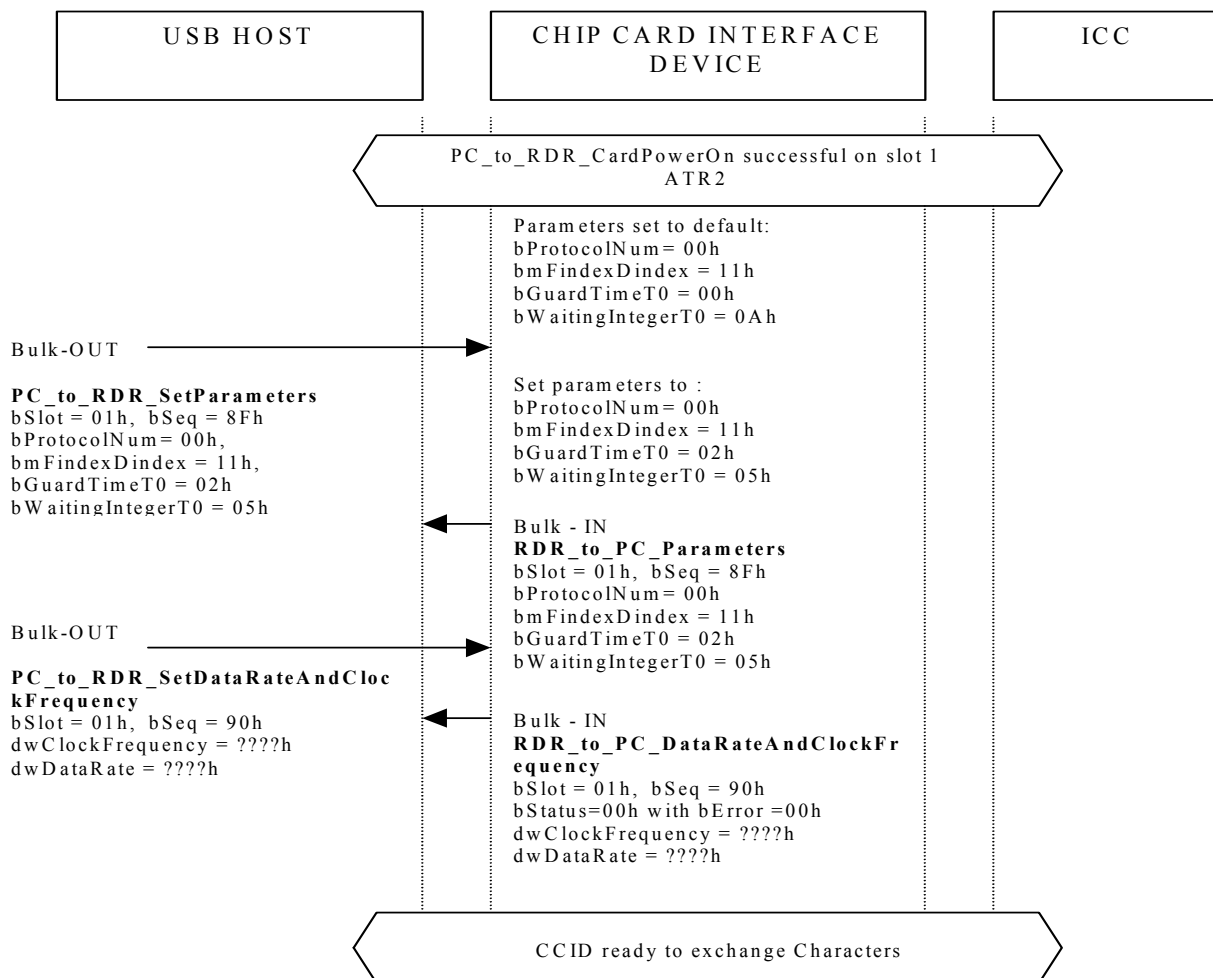 USB HOST
CHIP CARD INTERFACE
DEVICE
ICC
PC_to_RDR_CardPowerOn successful on slot 1
ATR2
Parameters set to default:
bProtocolNum= 00h
bmFindexDindex = 11h
bGuardTimeT0 = 00h
bWaitingIntegerT0 = 0Ah
Bulk-OUT
PC_to_RDR_SetParameters
bSlot = 01h, bSeq = 8Fh
bProtocolNum= 00h,
bmFindexDindex = 11h,
bGuardTimeT0 = 02h
bWaitingIntegerT0 = 05h
Set parameters to :
bProtocolNum= 00h
bmFindexDindex = 11h
bGuardTimeT0 = 02h
bWaitingIntegerT0 = 05h
Bulk - IN
RDR_to_PC_Parameters
bSlot = 01h, bSeq = 8Fh
bProtocolNum= 00h
bmFindexDindex = 11h
bGuardTimeT0 = 02h
bWaitingIntegerT0 = 05h
Bulk-OUT
PC_to_RDR_SetDataRateAndCloc
kFrequency
bSlot = 01h, bSeq = 90h
dwClockFrequency = ????h
dwDataRate = ????h
Bulk - IN
RDR_to_PC_DataRateAndClockFr
equency
bSlot = 01h, bSeq = 90h
bStatus=00h with bError =00h
dwClockFrequency = ????h
dwDataRate = ????h
CCID ready to exchange Characters